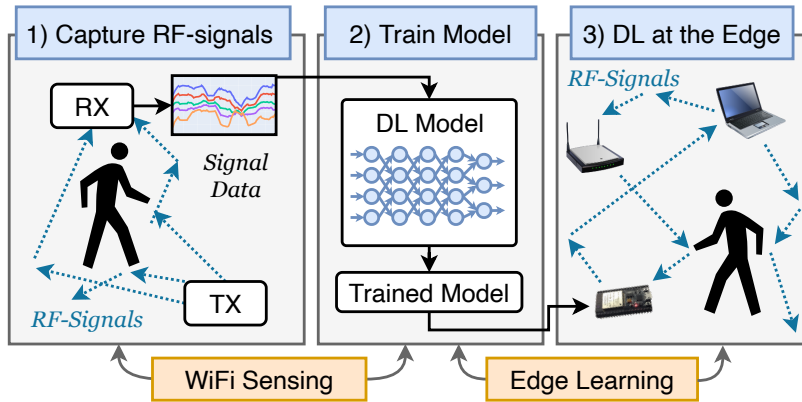 1) Capture RF-signals
RX
Signal
Data
TX
RF-Signals
2) Train Model
DL Model
Trained Model
3) DL at the Edge
RF-Signals
WiFi Sensing
Edge Learning